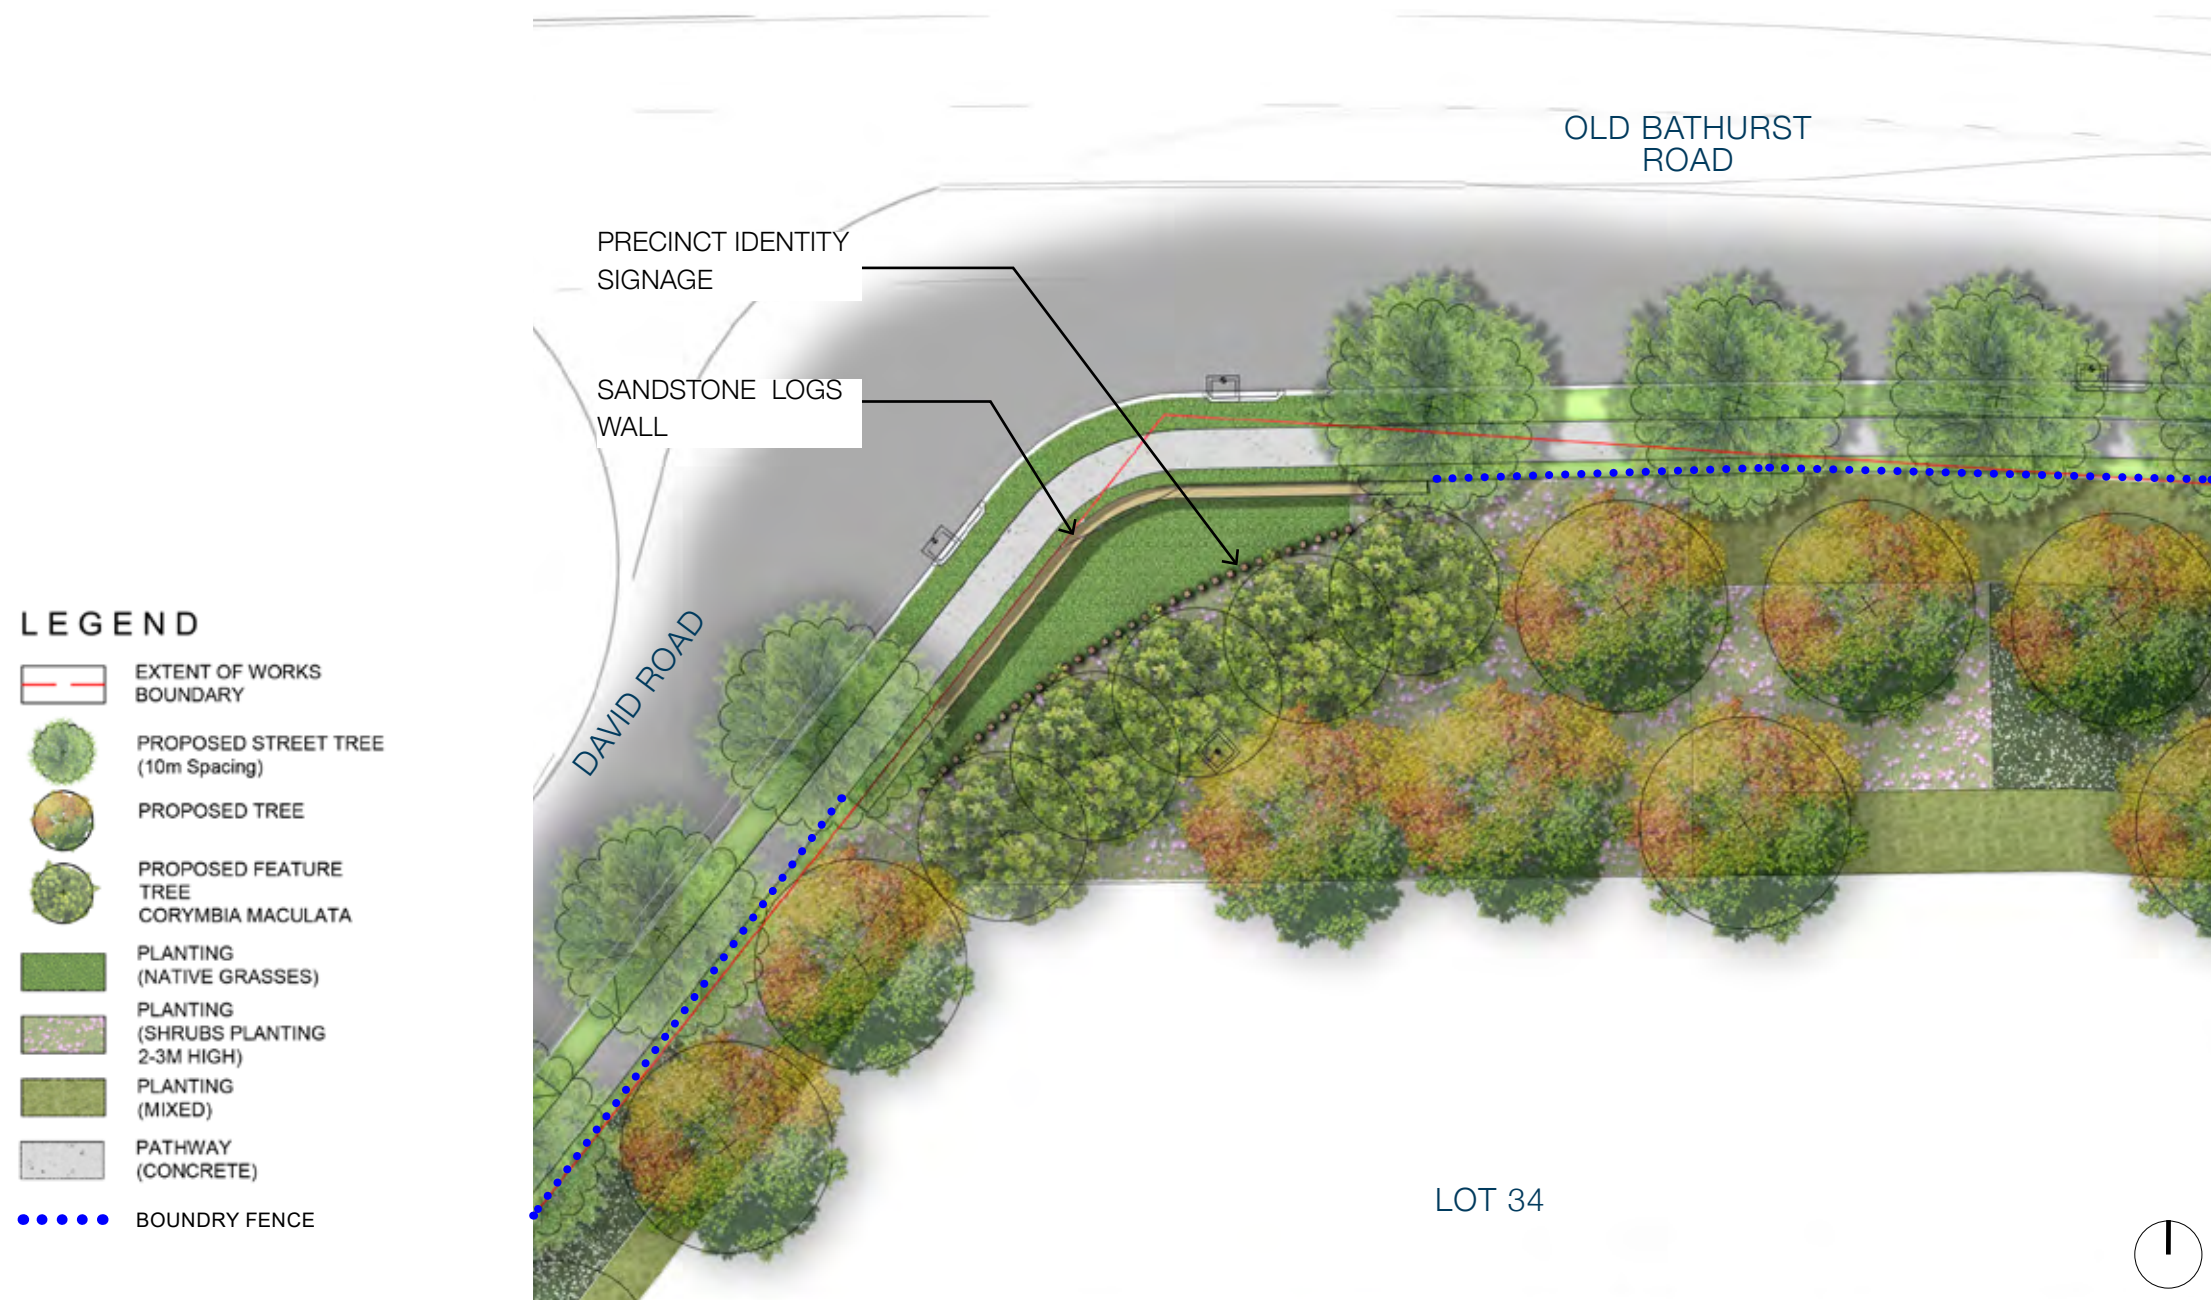 OLD BATHURST
ROAD
PRECINCT IDENTITY
SIGNAGE
SANDSTONE LOGS
WALL
DAVID ROAD
LOT 34
LEGEND
EXTENT OF WORKS
BOUNDARY
PROPOSED STREET TREE
(10m Spacing)
PROPOSED TREE
PROPOSED FEATURE
TREE
CORYMBIA MACULATA
PLANTING
(NATIVE GRASSES)
PLANTING
(SHRUBS PLANTING
2-3M HIGH)
PLANTING
(MIXED)
PATHWAY
(CONCRETE)
BOUNDRY FENCE